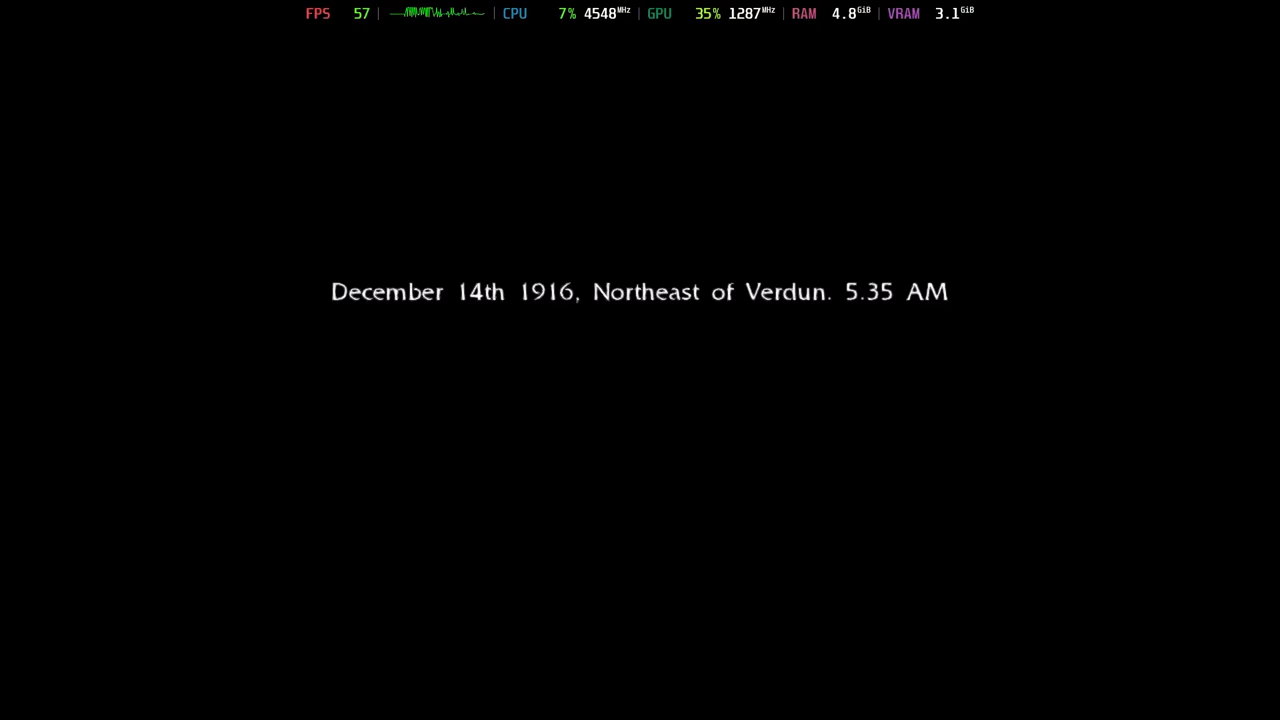 FPS 57 | | CPU 7% 4548MHz | GPU 35% 1287MHz | RAM 4.8GiB | VRAM 3.1GiB
December 14th 1916, Northeast of Verdun. 5.35 AM